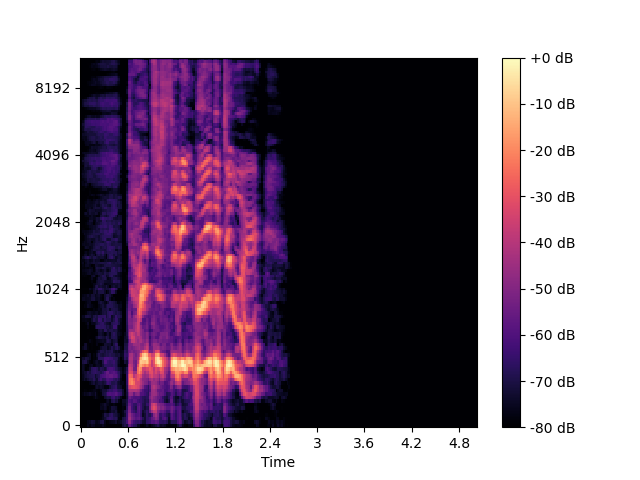 +0 dB
8192
-10 dB
4096
-20 dB
-30 dB
2048
-40 dB
Hz
1024
-50 dB
-60 dB
512
-70 dB
0
-80 dB
0 0.6 1.2 1.8 2.4 3 3.6 4.2 4.8
Time